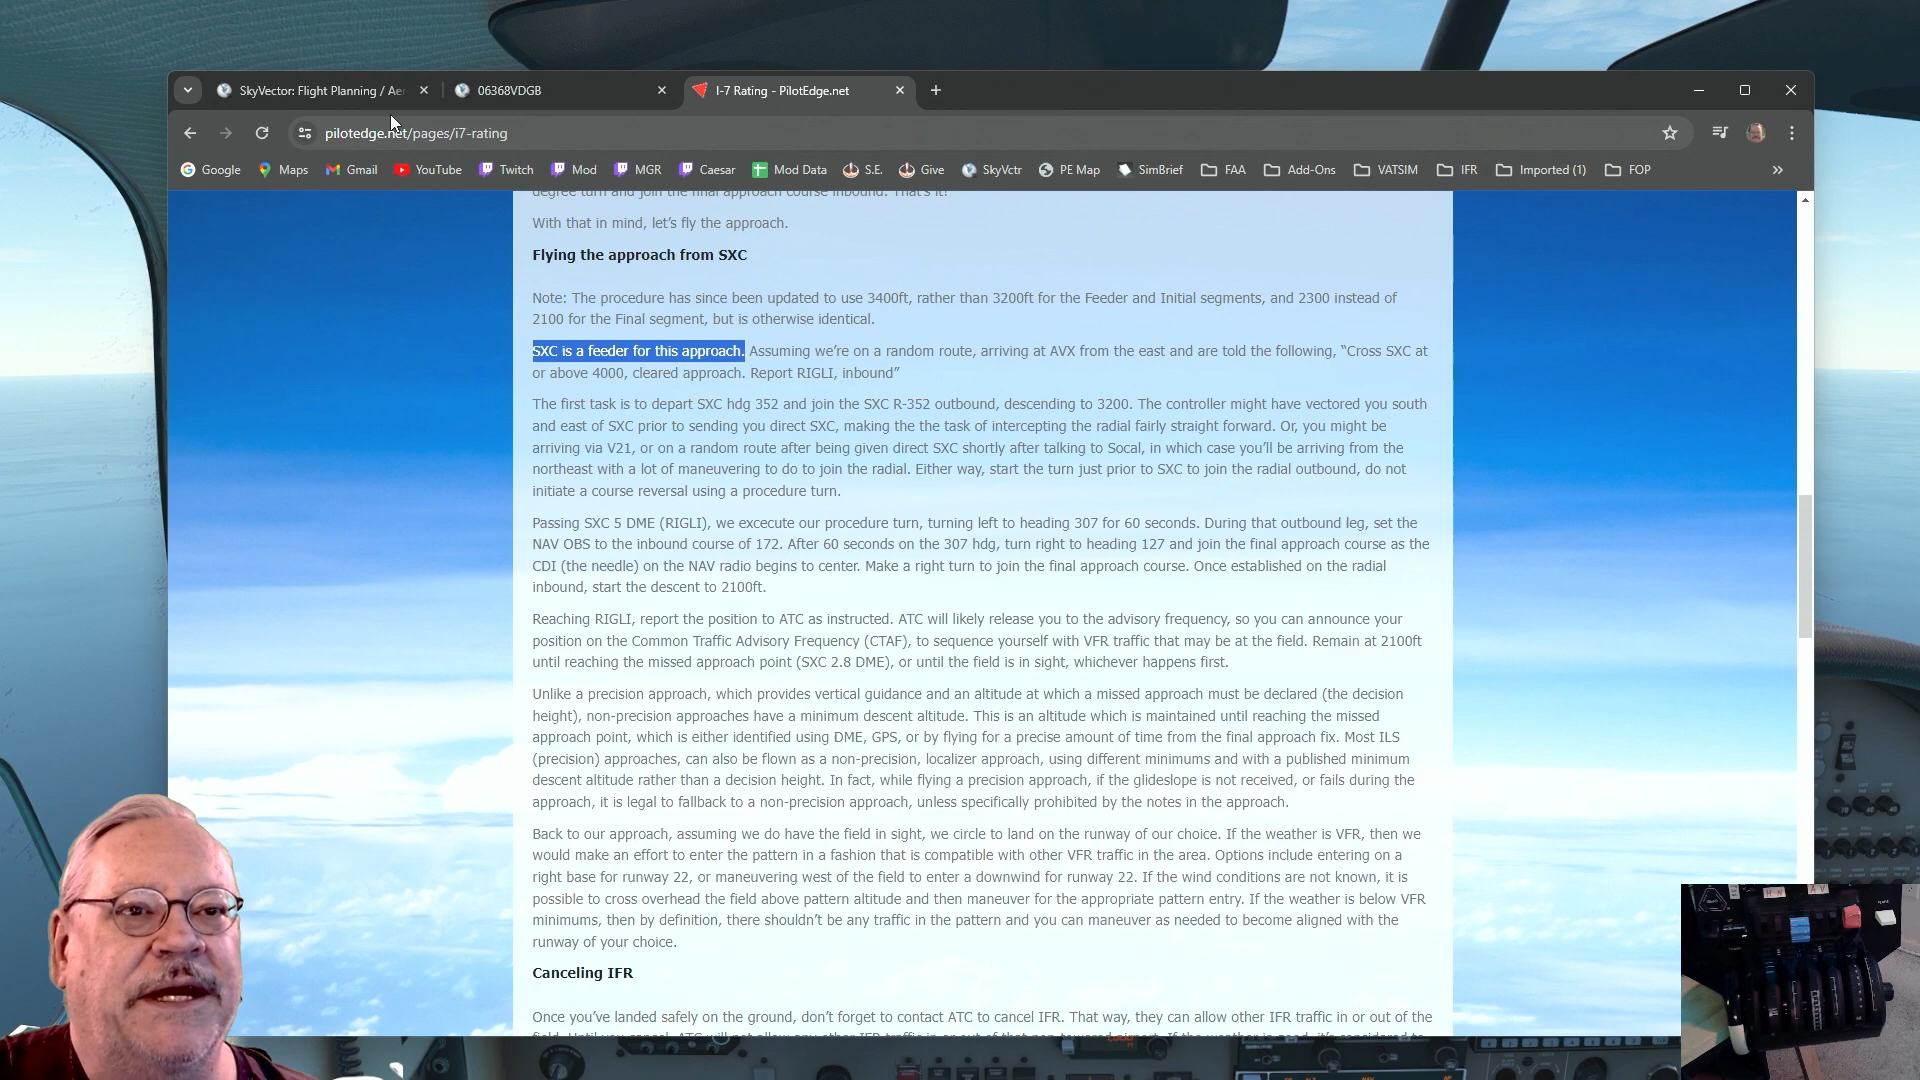 SkyVector: Flight Planning / Aer
06368VDGB
I-7 Rating - PilotEdge.net
pilotedge.net/pages/i7-rating
Google
Maps
Gmail
YouTube
Twitch
Mod
MGR
Caesar
Mod Data
S.E.
Give
SkyVctr
PE Map
SimBrief
FAA
Add-Ons
VATSIM
IFR
Imported (1)
FOP
degree turn and join the final approach course inbound. That's it!
With that in mind, let's fly the approach.
Flying the approach from SXC
Note: The procedure has since been updated to use 3400ft, rather than 3200ft for the Feeder and Initial segments, and 2300 instead of
2100 for the Final segment, but is otherwise identical.
SXC is a feeder for this approach. Assuming we're on a random route, arriving at AVX from the east and are told the following, “Cross SXC at
or above 4000, cleared approach. Report RIGLI, inbound”
The first task is to depart SXC hdg 352 and join the SXC R-352 outbound, descending to 3200. The controller might have vectored you south
and east of SXC prior to sending you direct SXC, making the the task of intercepting the radial fairly straight forward. Or, you might be
arriving via V21, or on a random route after being given direct SXC shortly after talking to Socal, in which case you'll be arriving from the
northeast with a lot of maneuvering to do to join the radial. Either way, start the turn just prior to SXC to join the radial outbound, do not
initiate a course reversal using a procedure turn.
Passing SXC 5 DME (RIGLI), we excecute our procedure turn, turning left to heading 307 for 60 seconds. During that outbound leg, set the
NAV OBS to the inbound course of 172. After 60 seconds on the 307 hdg, turn right to heading 127 and join the final approach course as the
CDI (the needle) on the NAV radio begins to center. Make a right turn to join the final approach course. Once established on the radial
inbound, start the descent to 2100ft.
Reaching RIGLI, report the position to ATC as instructed. ATC will likely release you to the advisory frequency, so you can announce your
position on the Common Traffic Advisory Frequency (CTAF), to sequence yourself with VFR traffic that may be at the field. Remain at 2100ft
until reaching the missed approach point (SXC 2.8 DME), or until the field is in sight, whichever happens first.
Unlike a precision approach, which provides vertical guidance and an altitude at which a missed approach must be declared (the decision
height), non-precision approaches have a minimum descent altitude. This is an altitude which is maintained until reaching the missed
approach point, which is either identified using DME, GPS, or by flying for a precise amount of time from the final approach fix. Most ILS
(precision) approaches, can also be flown as a non-precision, localizer approach, using different minimums and with a published minimum
descent altitude rather than a decision height. In fact, while flying a precision approach, if the glideslope is not received, or fails during the
approach, it is legal to fallback to a non-precision approach, unless specifically prohibited by the notes in the approach.
Back to our approach, assuming we do have the field in sight, we circle to land on the runway of our choice. If the weather is VFR, then we
would make an effort to enter the pattern in a fashion that is compatible with other VFR traffic in the area. Options include entering on a
right base for runway 22, or maneuvering west of the field to enter a downwind for runway 22. If the wind conditions are not known, it is
possible to cross overhead the field above pattern altitude and then maneuver for the appropriate pattern entry. If the weather is below VFR
minimums, then by definition, there shouldn't be any traffic in the pattern and you can maneuver as needed to become aligned with the
runway of your choice.
Canceling IFR
Once you've landed safely on the ground, don't forget to contact ATC to cancel IFR. That way, they can allow other IFR traffic in or out of the